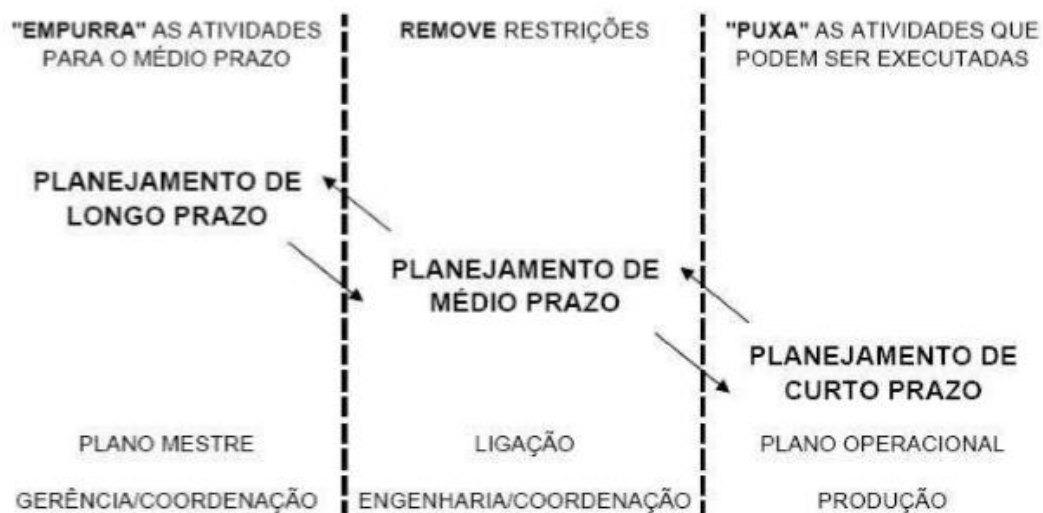 "EMPURRA" AS ATIVIDADES
PARA O MÉDIO PRAZO
REMOVE RESTRIÇÕES
"PUXA" AS ATIVIDADES QUE
PODEM SER EXECUTADAS
PLANEJAMENTO DE
LONGO PRAZO
PLANEJAMENTO DE
MÉDIO PRAZO
PLANEJAMENTO DE
CURTO PRAZO
PLANO MESTRE
LIGAÇÃO
PLANO OPERACIONAL
GERÊNCIA/COORDENAÇÃO
ENGENHARIA/COORDENAÇÃO
PRODUÇÃO